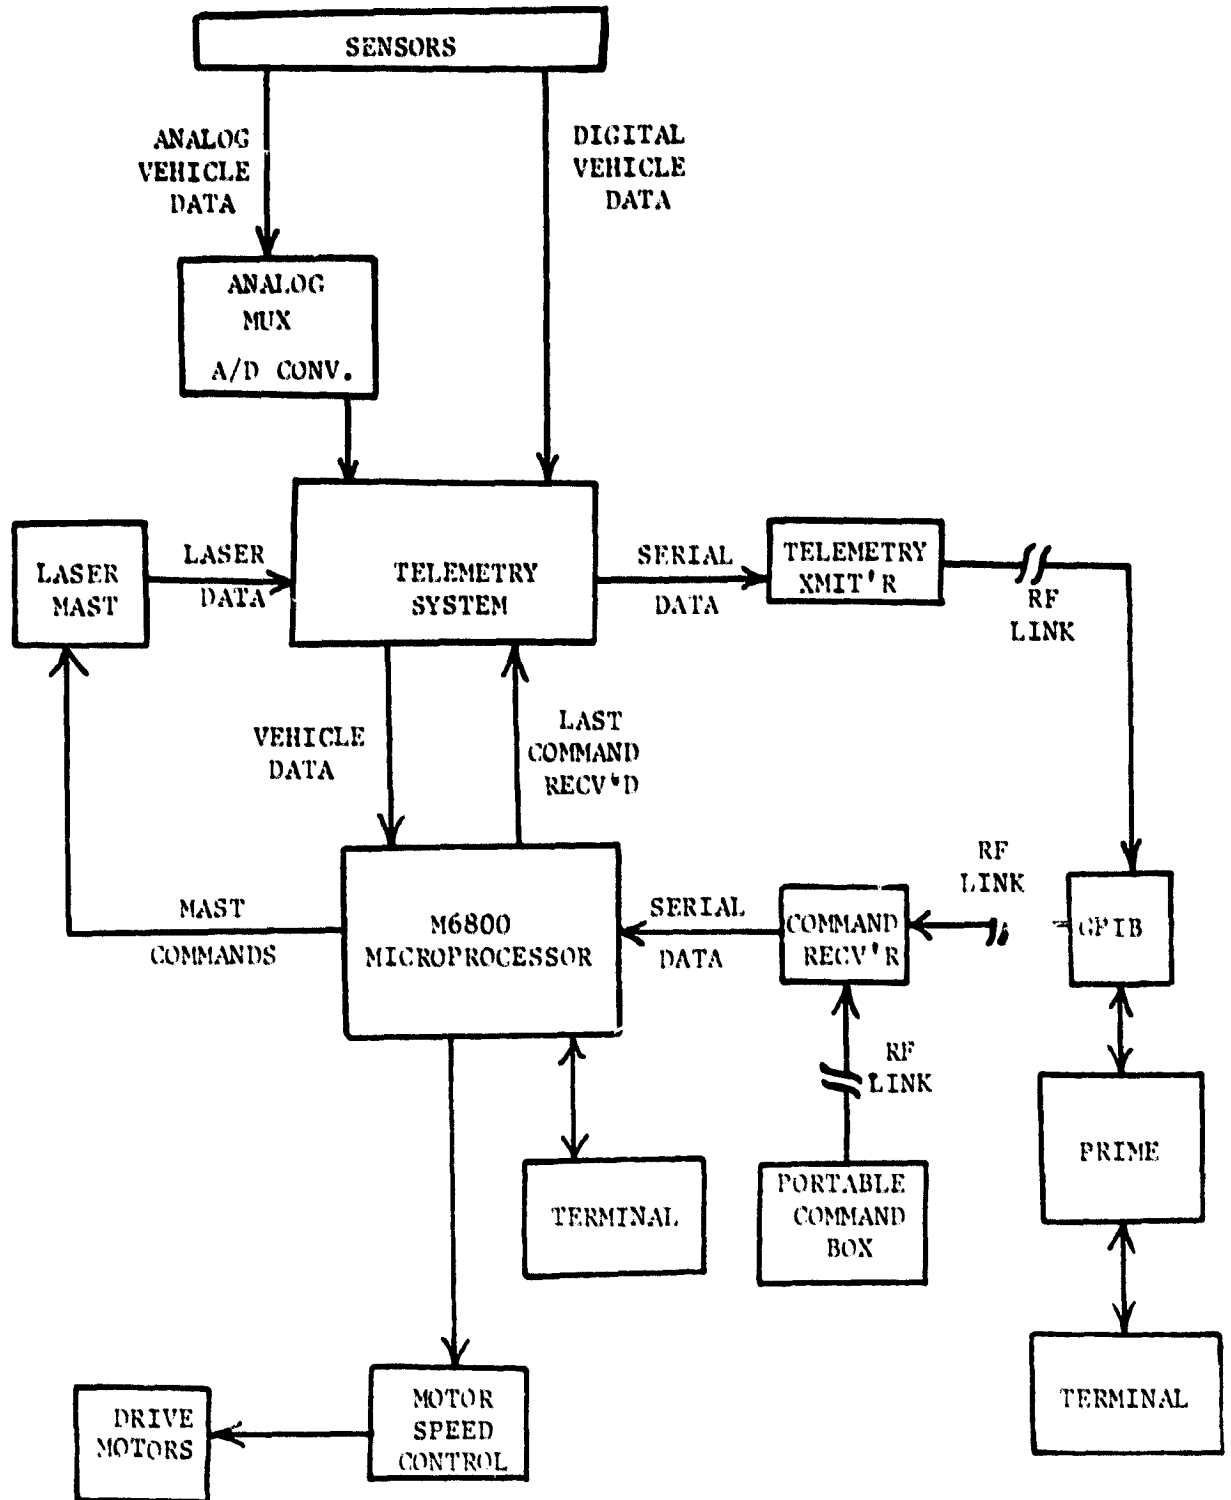 SENSORS
ANALOG
VEHICLE
DATA
DIGITAL
VEHICLE
DATA
ANALOG
MUX
A/D CONV.
LASER
MAST
LASER
DATA
TELEMETRY
SYSTEM
SERIAL
DATA
TELEMETRY
XMIT'R
RF
LINK
VEHICLE
DATA
LAST
COMMAND
RECV'D
MAST
COMMANDS
M6800
MICROPROCESSOR
SERIAL
DATA
COMMAND
RECV'R
RF
LINK
GPIB
RF
LINK
PRIME
TERMINAL
PORTABLE
COMMAND
BOX
TERMINAL
MOTOR
SPEED
CONTROL
DRIVE
MOTORS